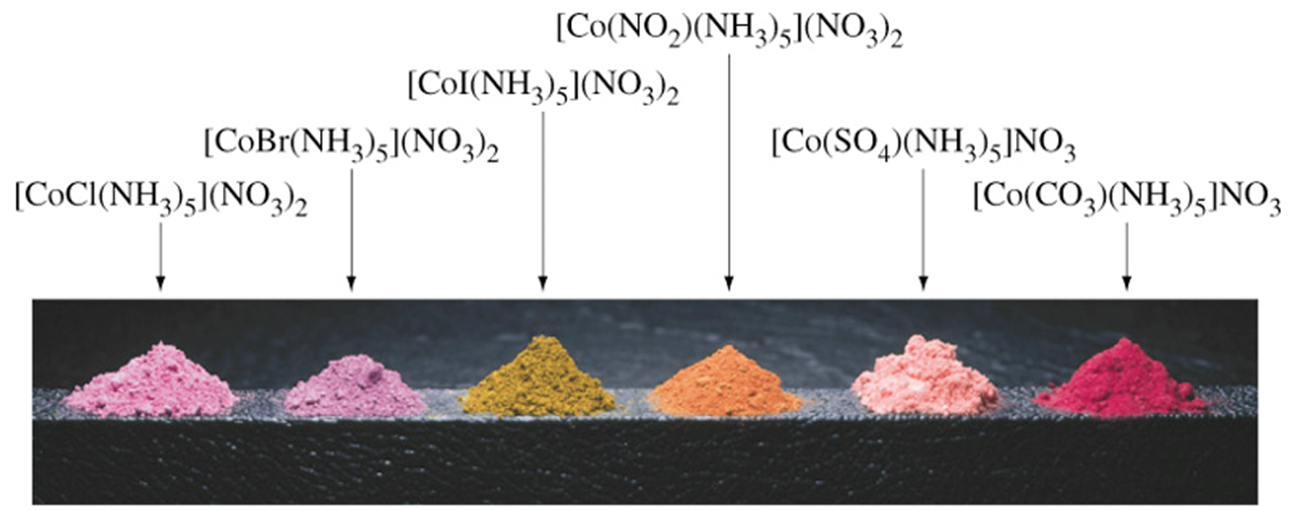 [Co(NO₂)(NH₃)₅](NO₃)₂
[CoI(NH₃)₅](NO₃)₂
[CoBr(NH₃)₅](NO₃)₂
[Co(SO₄)(NH₃)₅]NO₃
[CoCl(NH₃)₅](NO₃)₂
[Co(CO₃)(NH₃)₅]NO₃